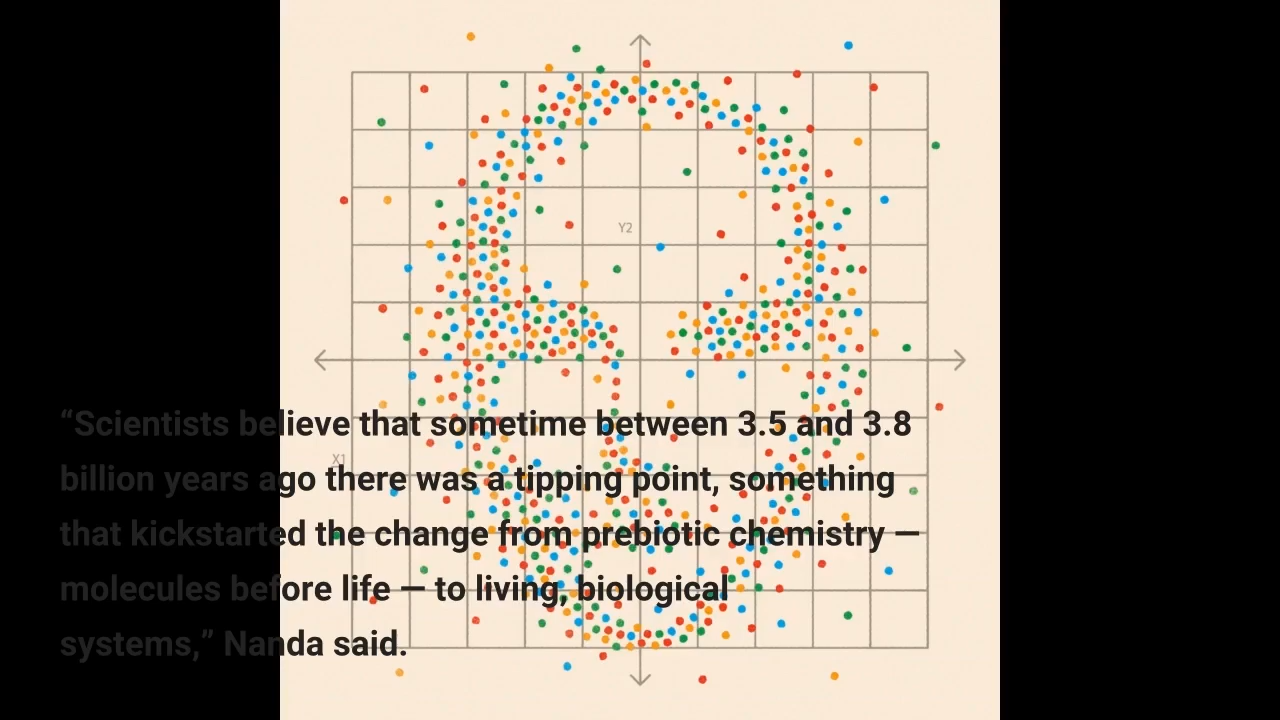 Y2
“Scientists believe that sometime between 3.5 and 3.8
X1
billion years ago there was a tipping point, something
that kickstarted the change from prebiotic chemistry —
molecules before life — to living, biological
systems,” Nanda said.